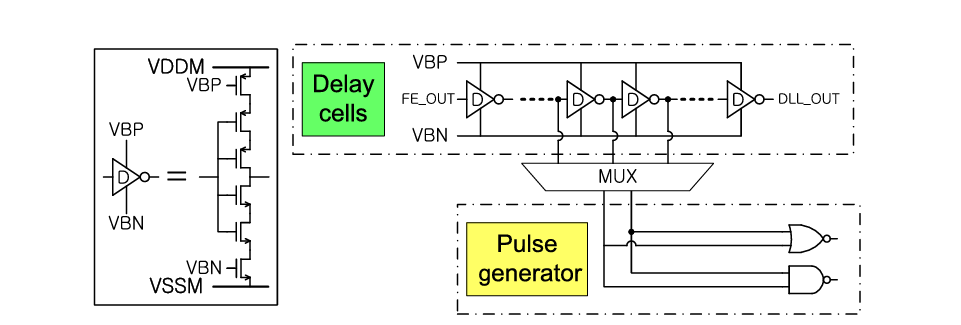 VDDM
VBP
VBP
D
=
VBN
VBN
VSSM
Delay
cells
VBP
FE_OUT
D
D
D
D
DLL_OUT
VBN
MUX
Pulse
generator